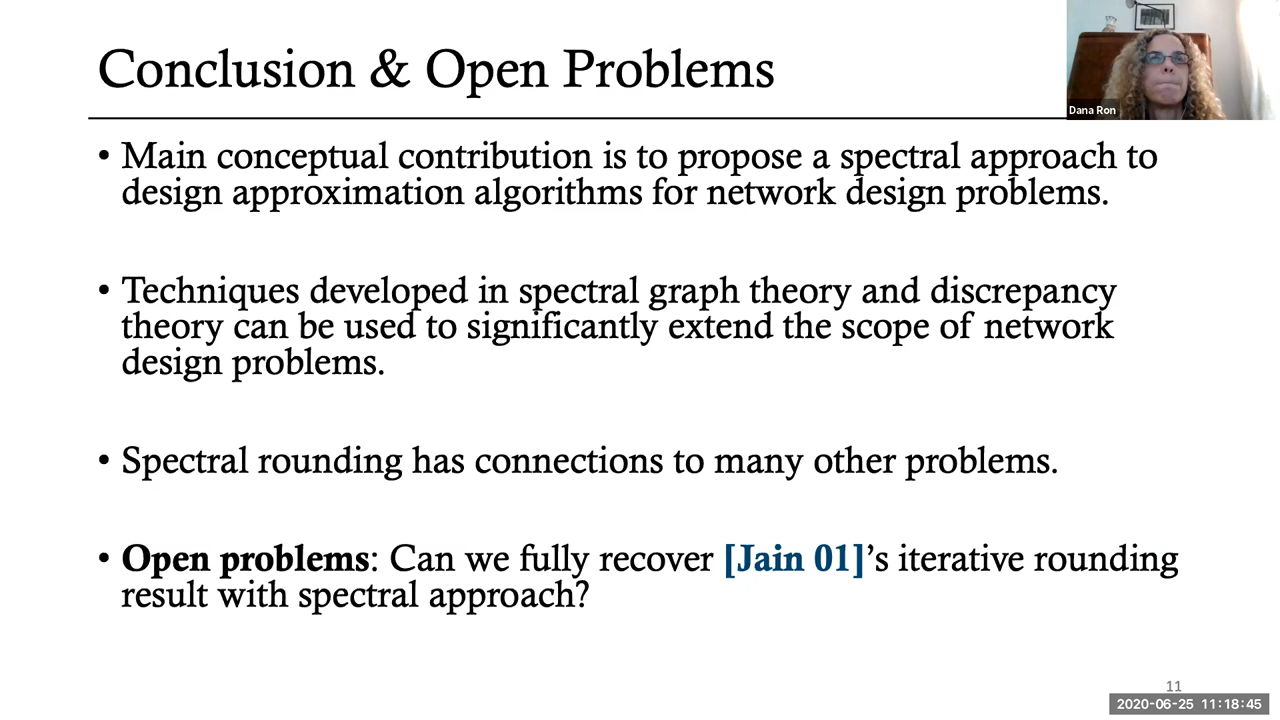 Conclusion & Open Problems
Dana Ron
• Main conceptual contribution is to propose a spectral approach to
design approximation algorithms for network design problems.
• Techniques developed in spectral graph theory and discrepancy
theory can be used to significantly extend the scope of network
design problems.
• Spectral rounding has connections to many other problems.
• Open problems: Can we fully recover [Jain 01]’s iterative rounding
result with spectral approach?
11
2020-06-25 11:18:45